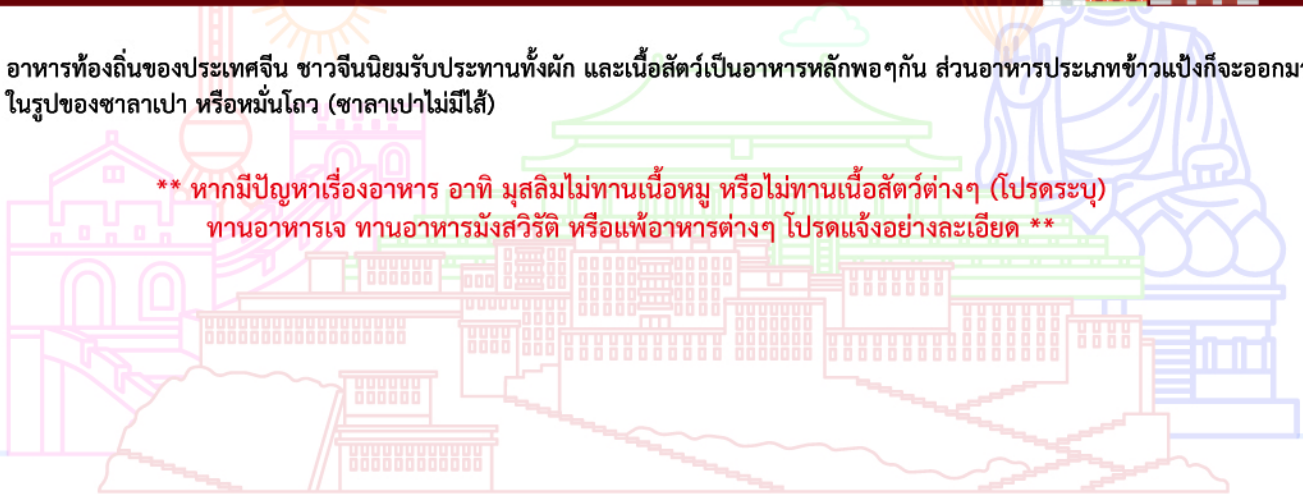 อาหารท้องถิ่นของประเทศจีน ชาวจีนนิยมรับประทานทั้งผัก และเนื้อสัตว์เป็นอาหารหลักพอๆกัน ส่วนอาหารประเภทข้าวแป้งก็จะออกมา
ในรูปของซาลาเปา หรือหมั่นโถว (ซาลาเปาไม่มีไส้)
** หากมีปัญหาเรื่องอาหาร อาทิ มุสลิมไม่ทานเนื้อหมู หรือไม่ทานเนื้อสัตว์ต่างๆ (โปรดระบุ)
ทานอาหารเจ ทานอาหารมังสวิรัติ หรือแพ้อาหารต่างๆ โปรดแจ้งอย่างละเอียด **